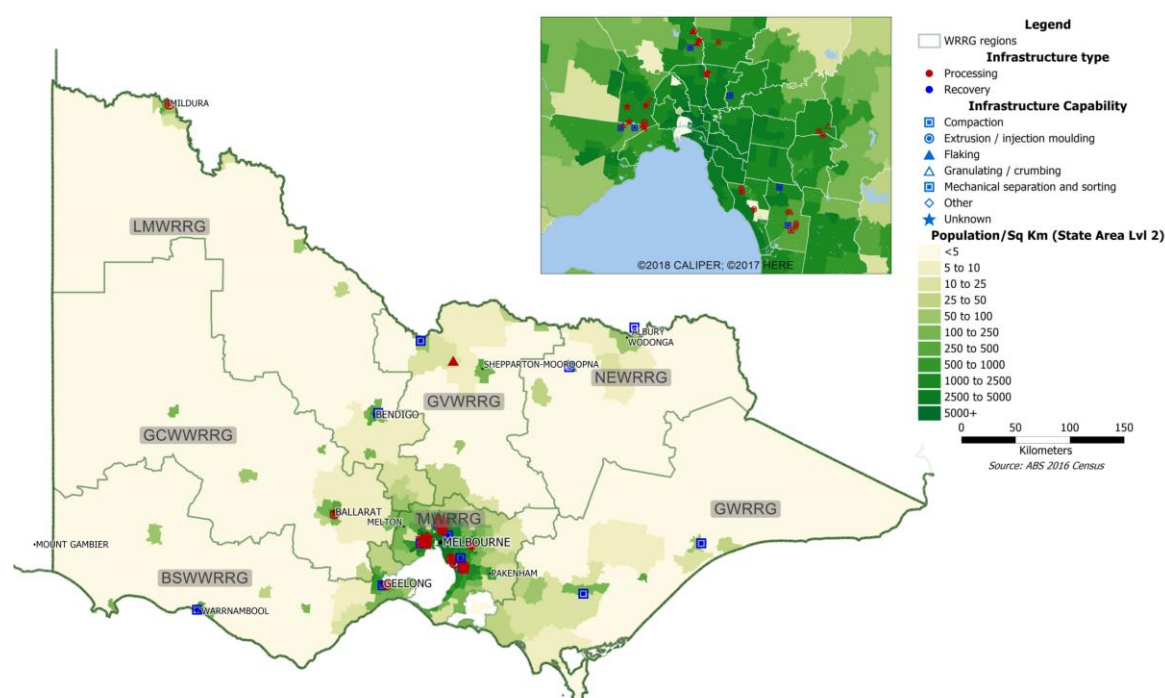 ©2018 CALIPER; ©2017 HERE
Legend
WRRG regions
Infrastructure type
Processing
Recovery
Infrastructure Capability
Compaction
Extrusion / injection moulding
Flaking
Granulating / crumbing
Mechanical separation and sorting
Other
Unknown
Population/Sq Km (State Area Lvl 2)
<5
5 to 10
10 to 25
25 to 50
50 to 100
100 to 250
250 to 500
500 to 1000
1000 to 2500
2500 to 5000
5000+
0 50 100 150
Kilometers
Source: ABS 2016 Census
MILDURA
LMWRRG
ALBURY
WODONGA
SHEPPARTON-MOOROOPNA
NEWRRG
GVWRRG
BENDIGO
GCWWRRG
BALLARAT
MELTON
MWRRG
GWRRG
MELBOURNE
MOUNT GAMBIER
PAKENHAM
BSWWRRG
GEELONG
WARRNAMBOOL